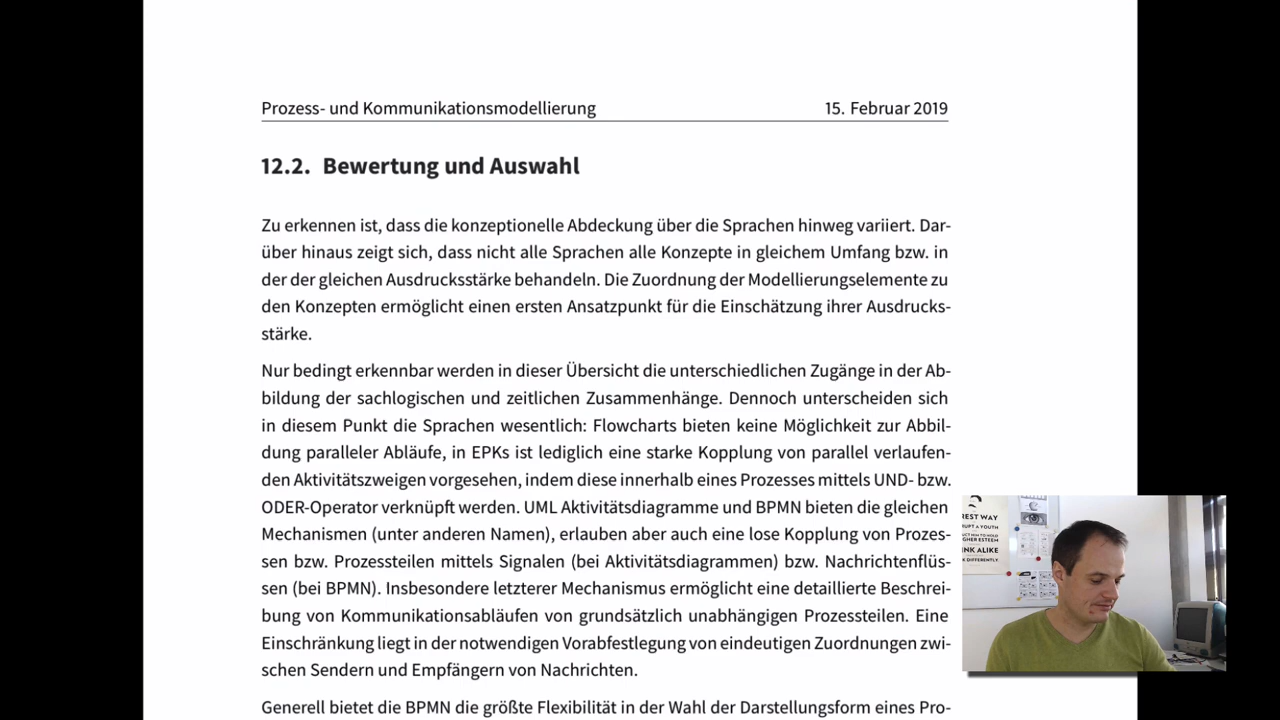 Prozess- und Kommunikationsmodellierung 15. Februar 2019
12.2. Bewertung und Auswahl
Zu erkennen ist, dass die konzeptionelle Abdeckung über die Sprachen hinweg variiert. Dar-
über hinaus zeigt sich, dass nicht alle Sprachen alle Konzepte in gleichem Umfang bzw. in
der der gleichen Ausdrucksstärke behandeln. Die Zuordnung der Modellierungselemente zu
den Konzepten ermöglicht einen ersten Ansatzpunkt für die Einschätzung ihrer Ausdrucks-
stärke.
Nur bedingt erkennbar werden in dieser Übersicht die unterschiedlichen Zugänge in der Ab-
bildung der sachlogischen und zeitlichen Zusammenhänge. Dennoch unterscheiden sich
in diesem Punkt die Sprachen wesentlich: Flowcharts bieten keine Möglichkeit zur Abbil-
dung paralleler Abläufe, in EPKs ist lediglich eine starke Kopplung von parallel verlaufen-
den Aktivitätszweigen vorgesehen, indem diese innerhalb eines Prozesses mittels UND- bzw.
ODER-Operator verknüpft werden. UML Aktivitätsdiagramme und BPMN bieten die gleichen
Mechanismen (unter anderen Namen), erlauben aber auch eine lose Kopplung von Prozes-
sen bzw. Prozessteilen mittels Signalen (bei Aktivitätsdiagrammen) bzw. Nachrichtenflüs-
sen (bei BPMN). Insbesondere letzterer Mechanismus ermöglicht eine detaillierte Beschrei-
bung von Kommunikationsabläufen von grundsätzlich unabhängigen Prozessteilen. Eine
Einschränkung liegt in der notwendigen Vorabfestlegung von eindeutigen Zuordnungen zwi-
schen Sendern und Empfängern von Nachrichten.
Generell bietet die BPMN die größte Flexibilität in der Wahl der Darstellungsform eines Pro-
REST WAY
RUPT A YOUTH
GHER ESTEEM
NK ALIKE
DIFFERENTLY.